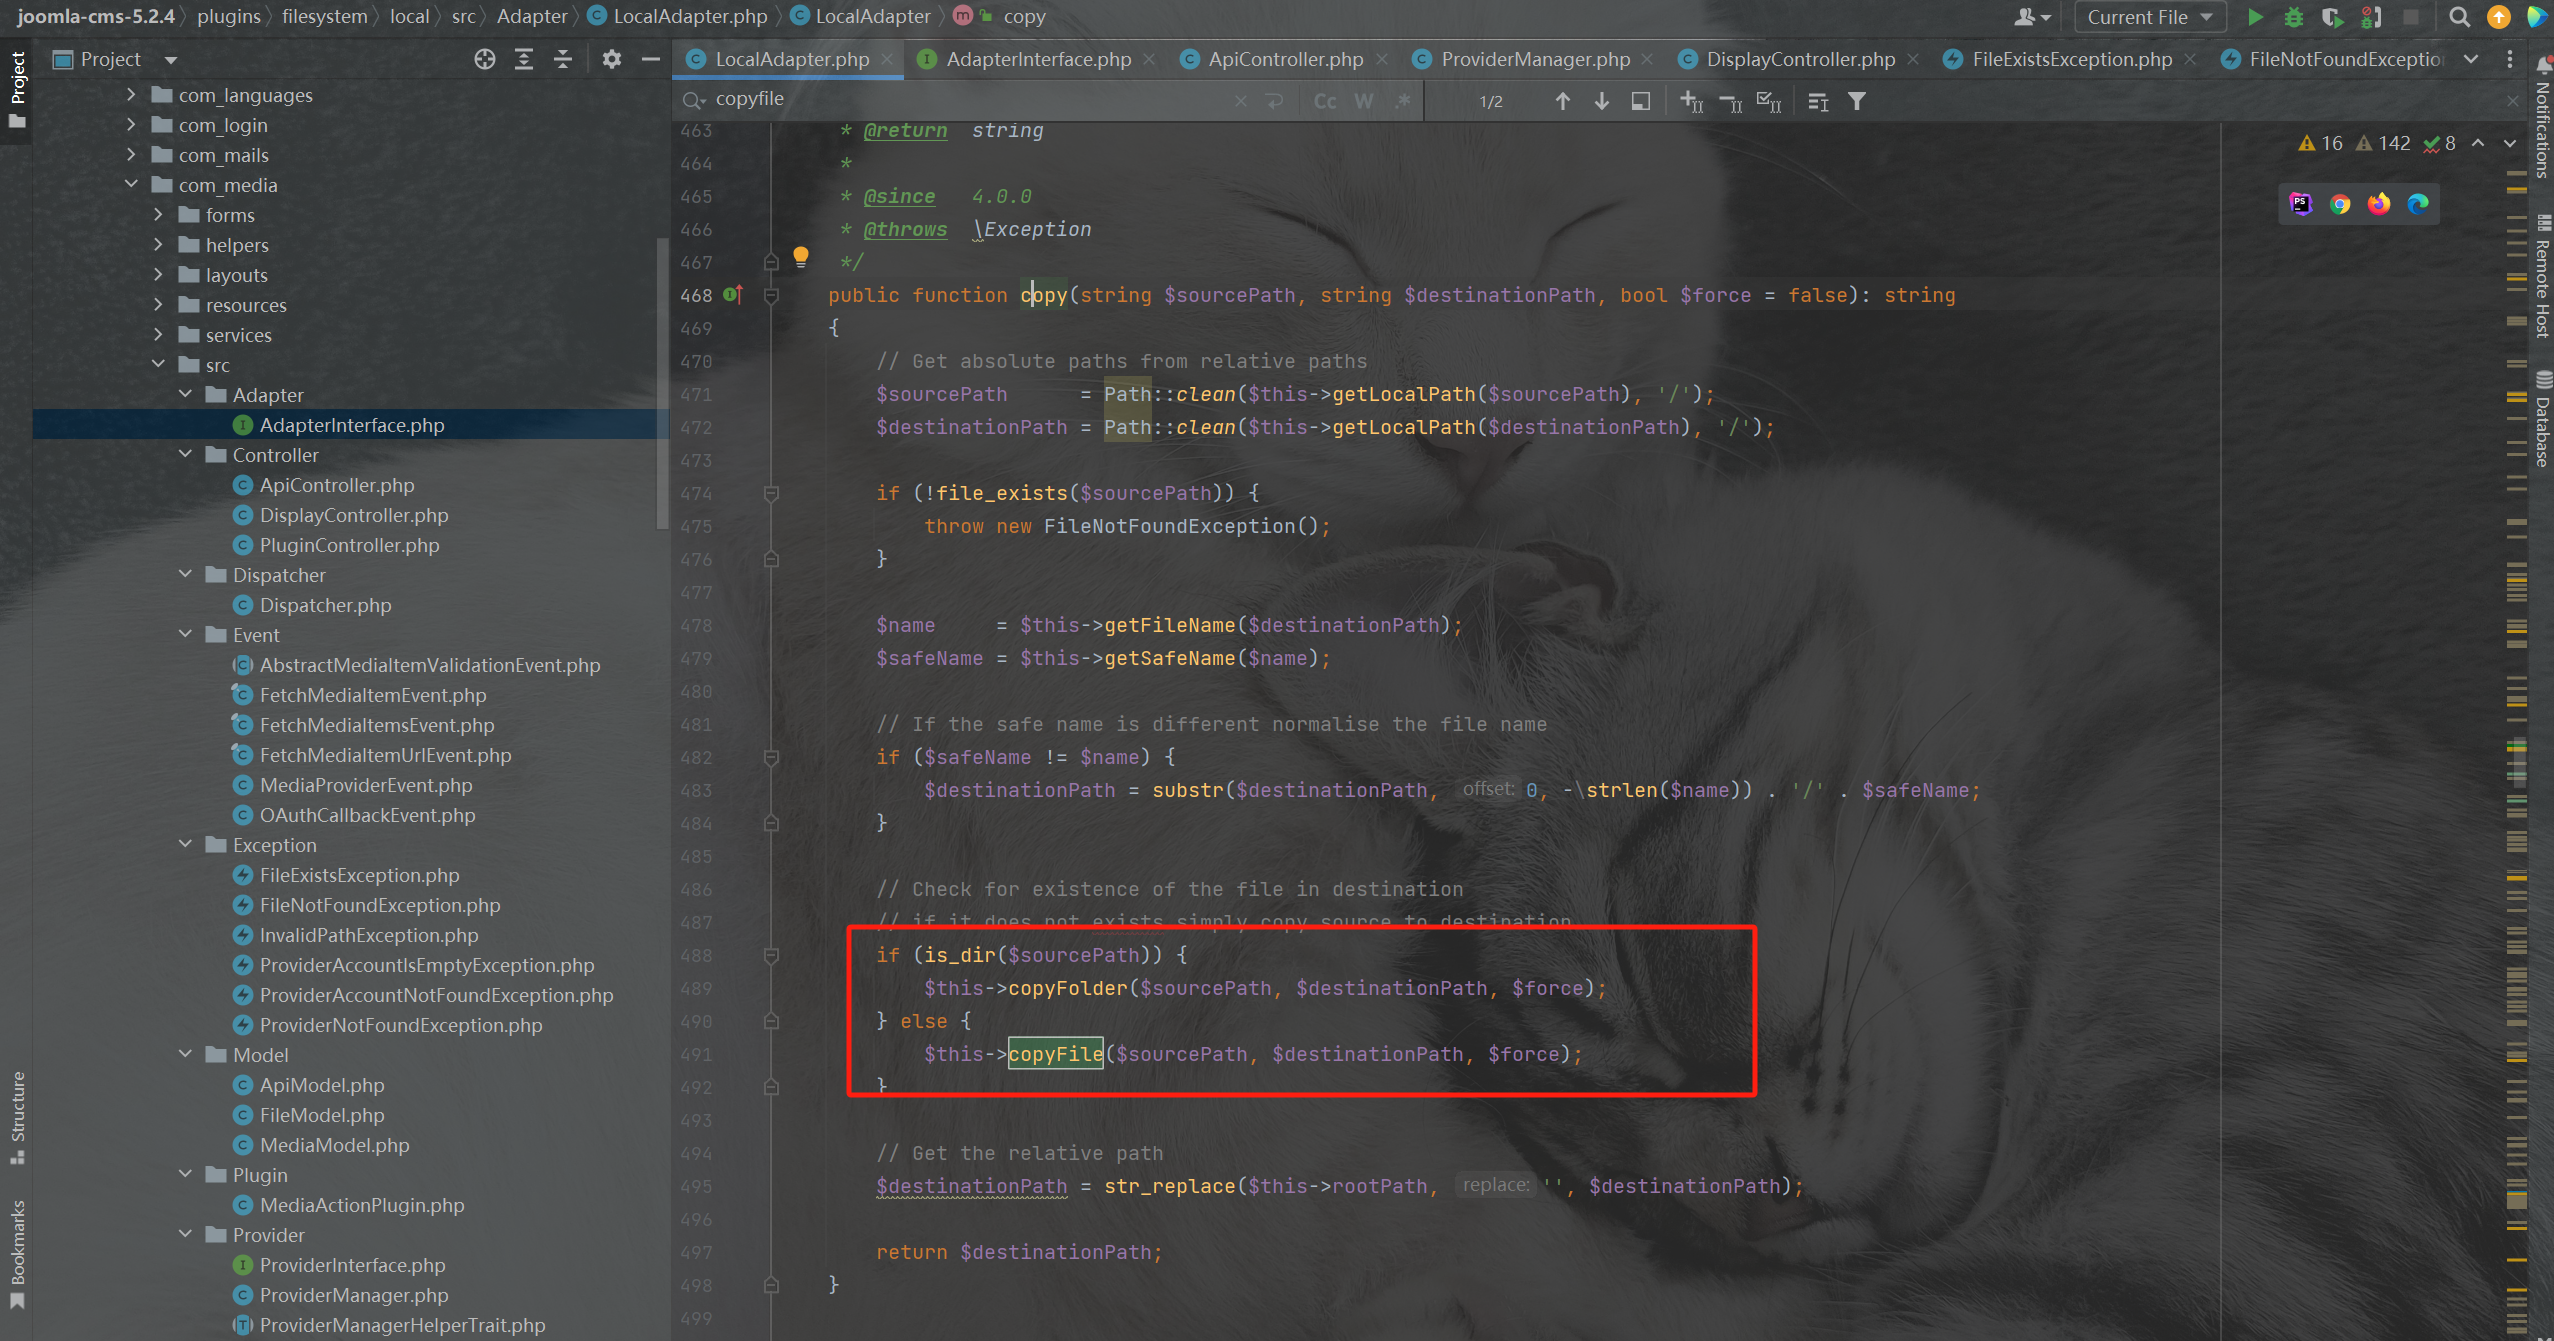 joomla-cms-5.2.4 plugins filesystem local src Adapter LocalAdapter.php LocalAdapter copy
Current File
Project
LocalAdapter.php AdapterInterface.php ApiController.php ProviderManager.php DisplayController.php FileExistsException.php FileNotFoundExceptio
copyfile Cc W .* 1/2
16 142 8
Project
Structure
Bookmarks
com_languages
com_login
com_mails
com_media
forms
helpers
layouts
resources
services
src
Adapter
AdapterInterface.php
Controller
ApiController.php
DisplayController.php
PluginController.php
Dispatcher
Dispatcher.php
Event
AbstractMediaItemValidationEvent.php
FetchMediaItemEvent.php
FetchMediaItemsEvent.php
FetchMediaItemUrlEvent.php
MediaProviderEvent.php
OAuthCallbackEvent.php
Exception
FileExistsException.php
FileNotFoundException.php
InvalidPathException.php
ProviderAccountIsEmptyException.php
ProviderAccountNotFoundException.php
ProviderNotFoundException.php
Model
ApiModel.php
FileModel.php
MediaModel.php
Plugin
MediaActionPlugin.php
Provider
ProviderInterface.php
ProviderManager.php
ProviderManagerHelperTrait.php
463 * @return string
464 *
465 * @since 4.0.0
466 * @throws \Exception
467 */
468 public function copy(string $sourcePath, string $destinationPath, bool $force = false): string
469 {
470 // Get absolute paths from relative paths
471 $sourcePath = Path::clean($this->getLocalPath($sourcePath), '/');
472 $destinationPath = Path::clean($this->getLocalPath($destinationPath), '/');
473
474 if (!file_exists($sourcePath)) {
475 throw new FileNotFoundException();
476 }
477
478 $name = $this->getFileName($destinationPath);
479 $safeName = $this->getSafeName($name);
480
481 // If the safe name is different normalise the file name
482 if ($safeName != $name) {
483 $destinationPath = substr($destinationPath, offset: 0, -\strlen($name)) . '/' . $safeName;
484 }
485
486 // Check for existence of the file in destination
487 // if it does not exists simply copy source to destination
488 if (is_dir($sourcePath)) {
489 $this->copyFolder($sourcePath, $destinationPath, $force);
490 } else {
491 $this->copyFile($sourcePath, $destinationPath, $force);
492 }
493
494 // Get the relative path
495 $destinationPath = str_replace($this->rootPath, replace: '', $destinationPath);
496
497 return $destinationPath;
498 }
499
PS
Notifications
Remote Host
Database